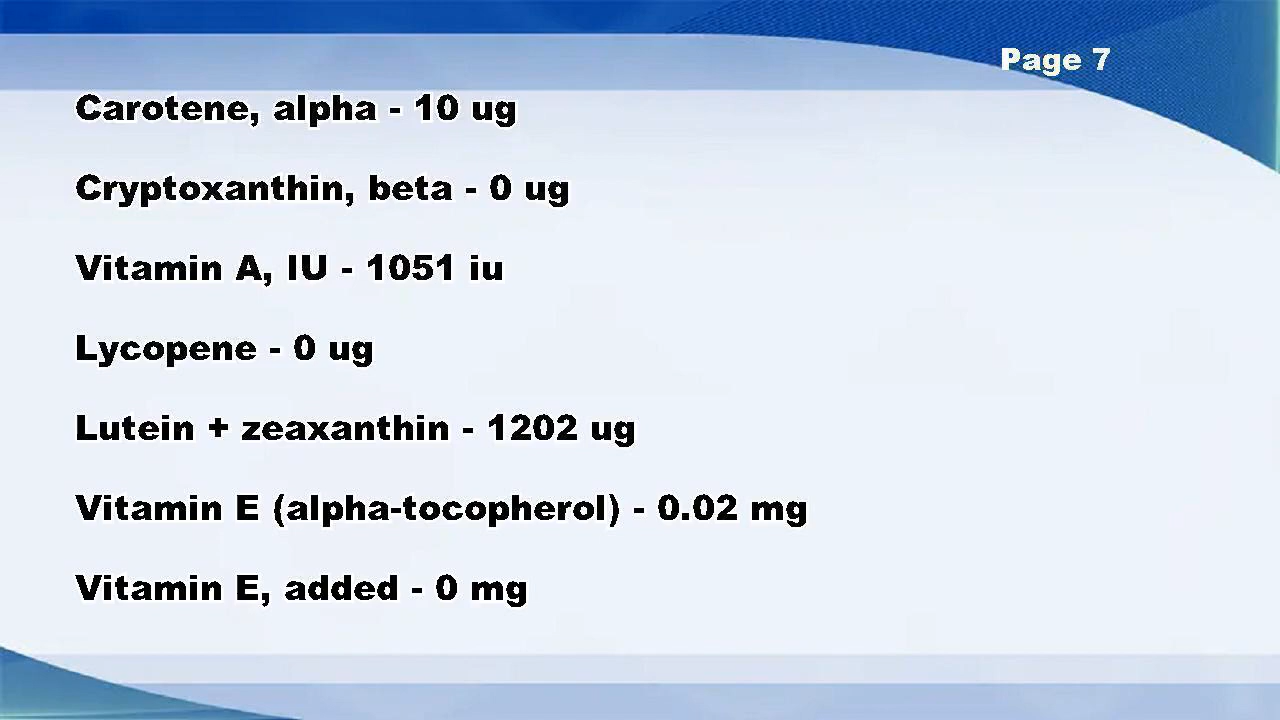 Page 7
Carotene, alpha - 10 ug
Cryptoxanthin, beta - 0 ug
Vitamin A, IU - 1051 iu
Lycopene - 0 ug
Lutein + zeaxanthin - 1202 ug
Vitamin E (alpha-tocopherol) - 0.02 mg
Vitamin E, added - 0 mg